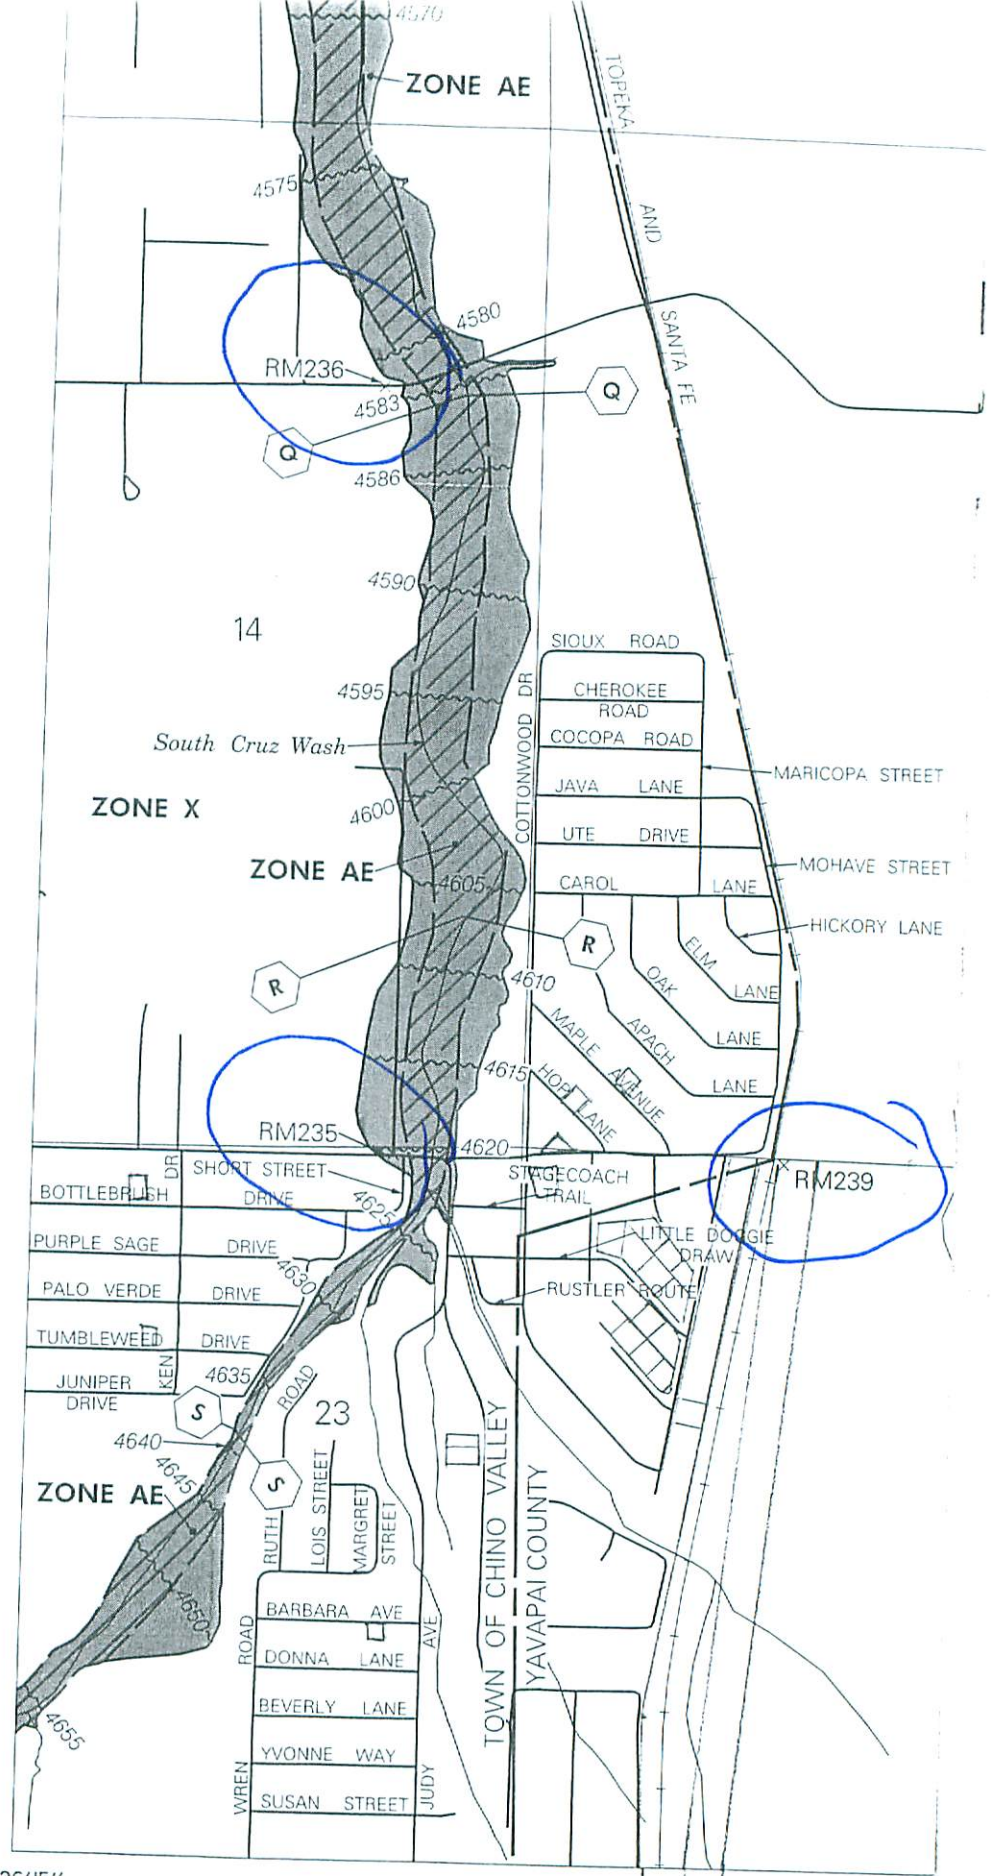 4570
ZONE AE
TOPEKA
4575
AND
4580
SANTA FE
RM236
Q
4583
Q
4586
4590
14
SIOUX ROAD
4595
CHEROKEE
ROAD
COTTONWOOD DR
COCOPA ROAD
South Cruz Wash
MARICOPA STREET
JAVA LANE
ZONE X
4600
UTE DRIVE
ZONE AE
MOHAVE STREET
4605
CAROL LANE
HICKORY LANE
R
R
ELM
LANE
OAK
LANE
4610
APACH
LANE
MAPLE AVENUE
4615
HOPI LANE
RM235
4620
SHORT STREET
STAGECOACH
TRAIL
RM239
DR
BOTTLEBRUSH DRIVE
4625
LITTLE DOGGIE
DRAW
PURPLE SAGE DRIVE
4630
PALO VERDE DRIVE
RUSTLER ROUTE
TUMBLEWEED DRIVE
KEN
4635
JUNIPER
DRIVE
ROAD
S
23
4640
4645
S
ZONE AE
RUTH
LOIS STREET
MARGRET
STREET
TOWN OF CHINO VALLEY
YAVAPAI COUNTY
4650
BARBARA AVE
ROAD
AVE
DONNA LANE
BEVERLY LANE
4655
YVONNE WAY
WREN
JUDY
SUSAN STREET